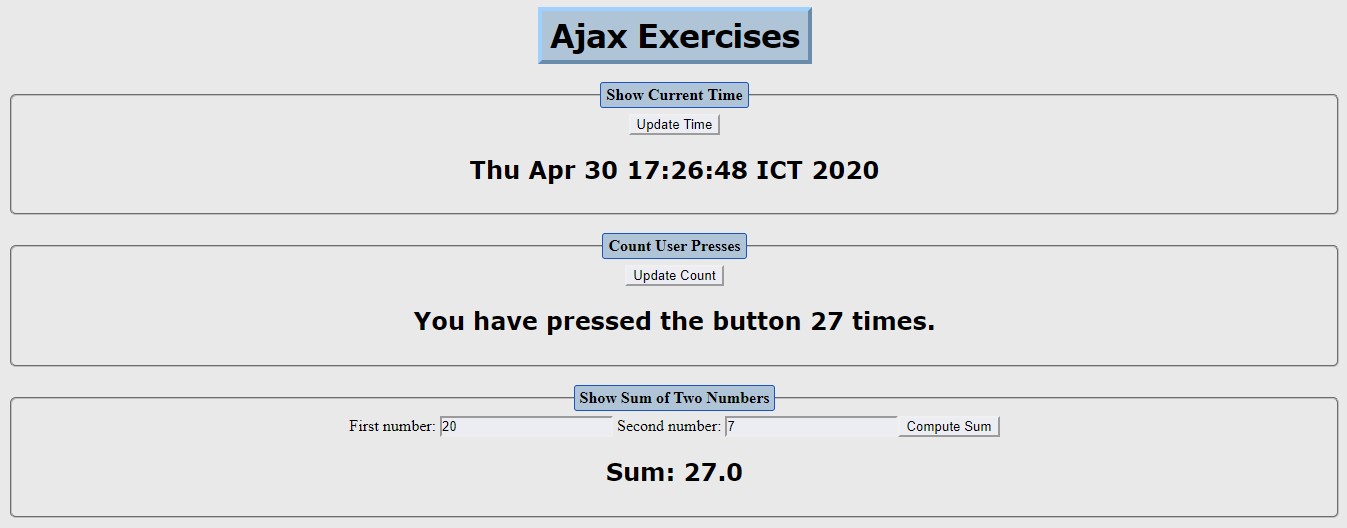 Ajax Exercises
Show Current Time
Update Time
Thu Apr 30 17:26:48 ICT 2020
Count User Presses
Update Count
You have pressed the button 27 times.
Show Sum of Two Numbers
First number: 20 Second number: 7 Compute Sum
Sum: 27.0